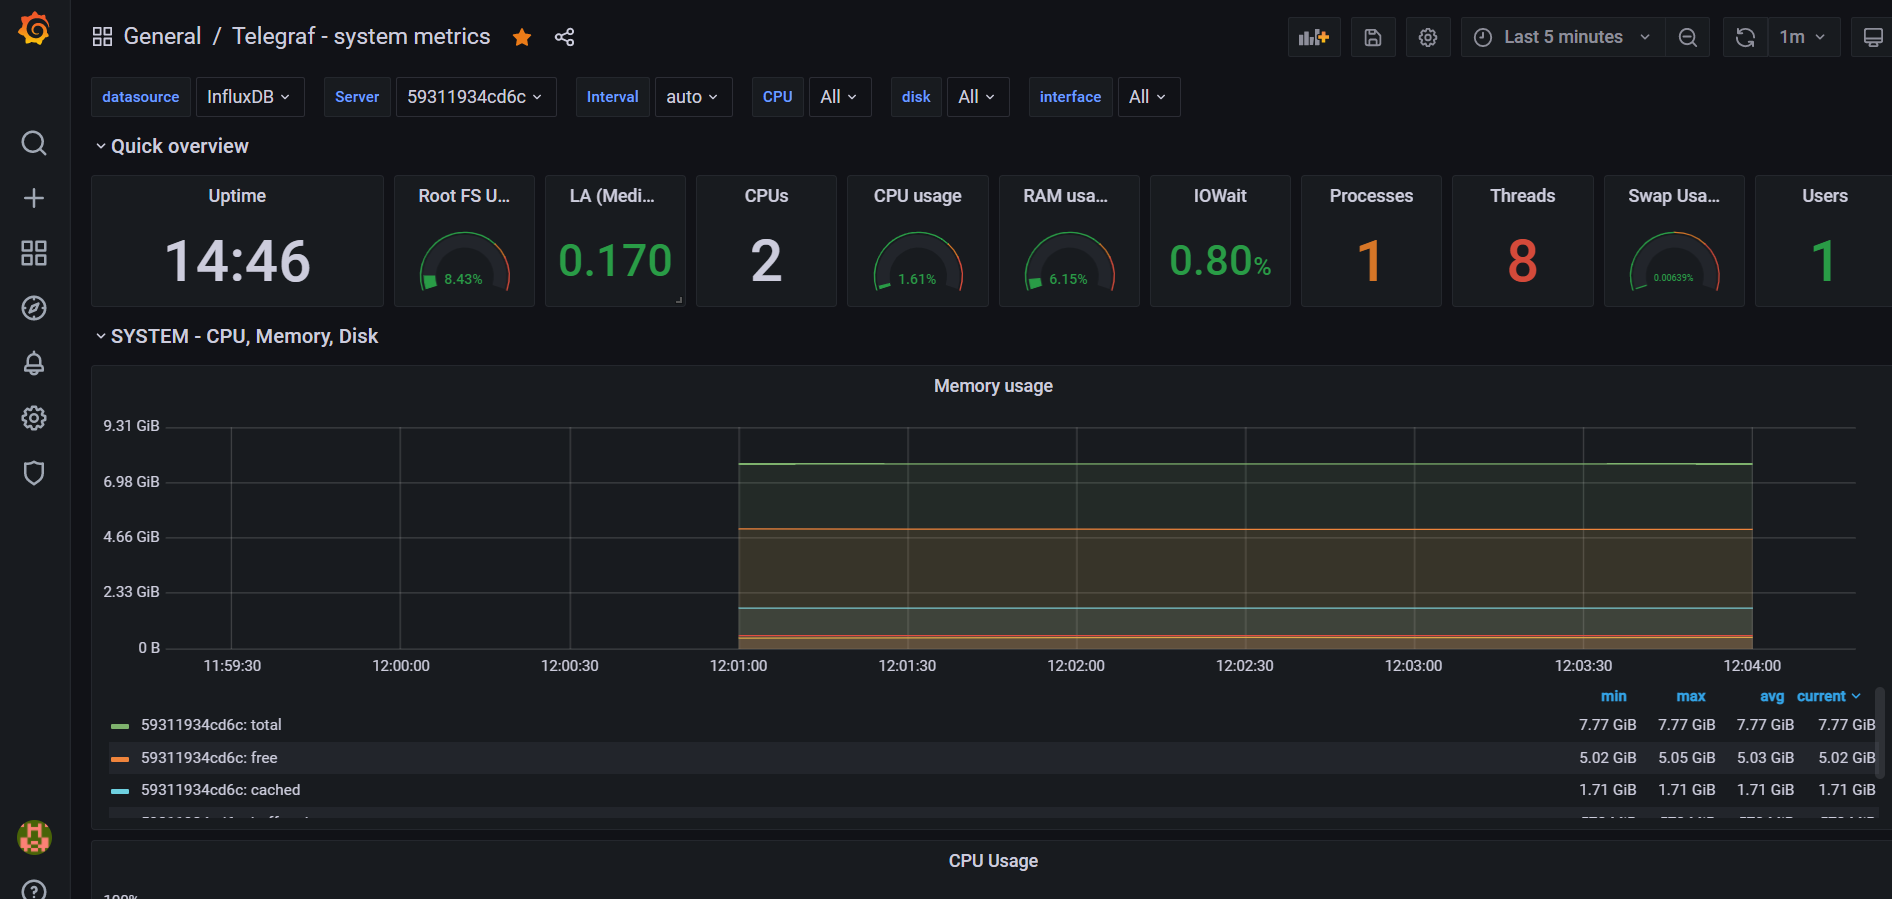 General / Telegraf - system metrics
Last 5 minutes
1m
datasource InfluxDB Server 59311934cd6c Interval auto CPU All disk All interface All
Quick overview
Uptime
14:46
Root FS U...
8.43%
LA (Medi...
0.170
CPUs
2
CPU usage
1.61%
RAM usa...
6.15%
IOWait
0.80%
Processes
1
Threads
8
Swap Usa...
0.00639%
Users
1
SYSTEM - CPU, Memory, Disk
Memory usage
9.31 GiB
6.98 GiB
4.66 GiB
2.33 GiB
0 B
11:59:30 12:00:00 12:00:30 12:01:00 12:01:30 12:02:00 12:02:30 12:03:00 12:03:30 12:04:00
min max avg current
59311934cd6c: total 7.77 GiB 7.77 GiB 7.77 GiB 7.77 GiB
59311934cd6c: free 5.02 GiB 5.05 GiB 5.03 GiB 5.02 GiB
59311934cd6c: cached 1.71 GiB 1.71 GiB 1.71 GiB 1.71 GiB
CPU Usage
100%